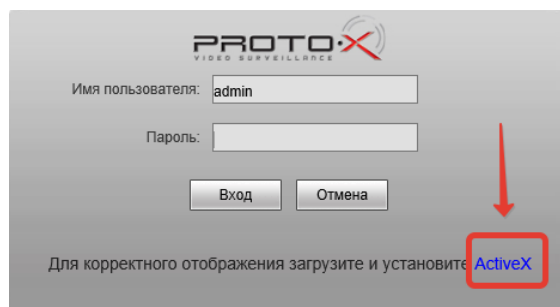 PROTO-X
VIDEO SURVEILLANCE
Имя пользователя: admin
Пароль:
Вход Отмена
Для корректного отображения загрузите и установите ActiveX